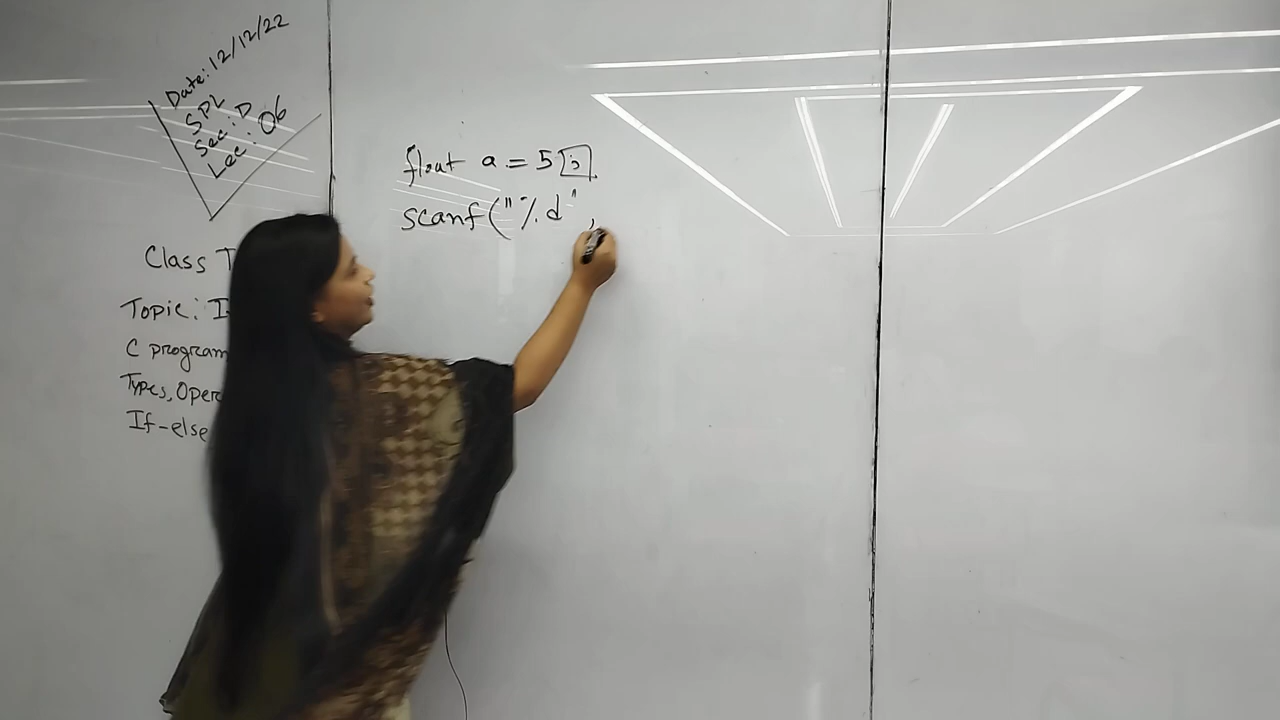 Date: 12/12/22
SPL
Sec: D
Lec: 06
Class T
Topic: I
C program
Types, Oper
If-else
float a = 5;
scanf("%d",